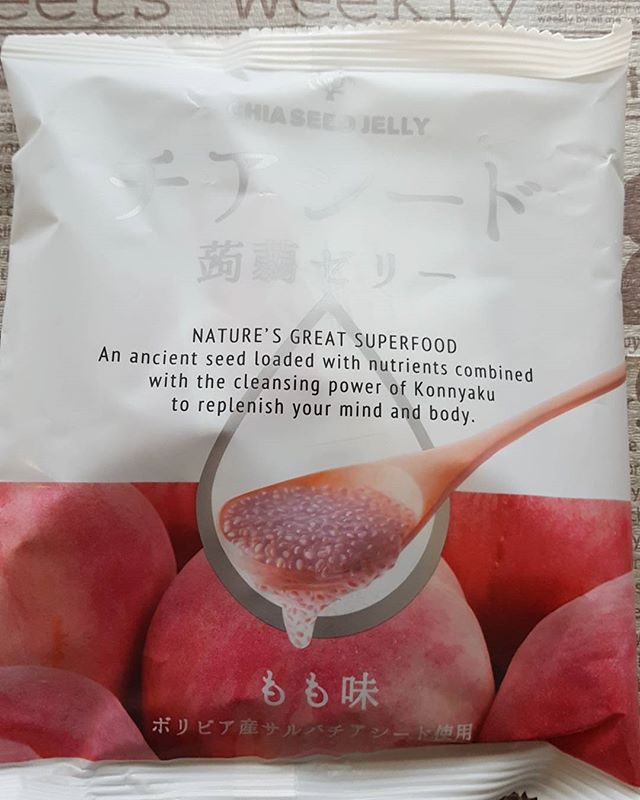 CHIA SEED JELLY
チアシード
蒟蒻ゼリー
NATURE'S GREAT SUPERFOOD
An ancient seed loaded with nutrients combined
with the cleansing power of Konnyaku
to replenish your mind and body.
もも味
ボリビア産サルバチアシード使用